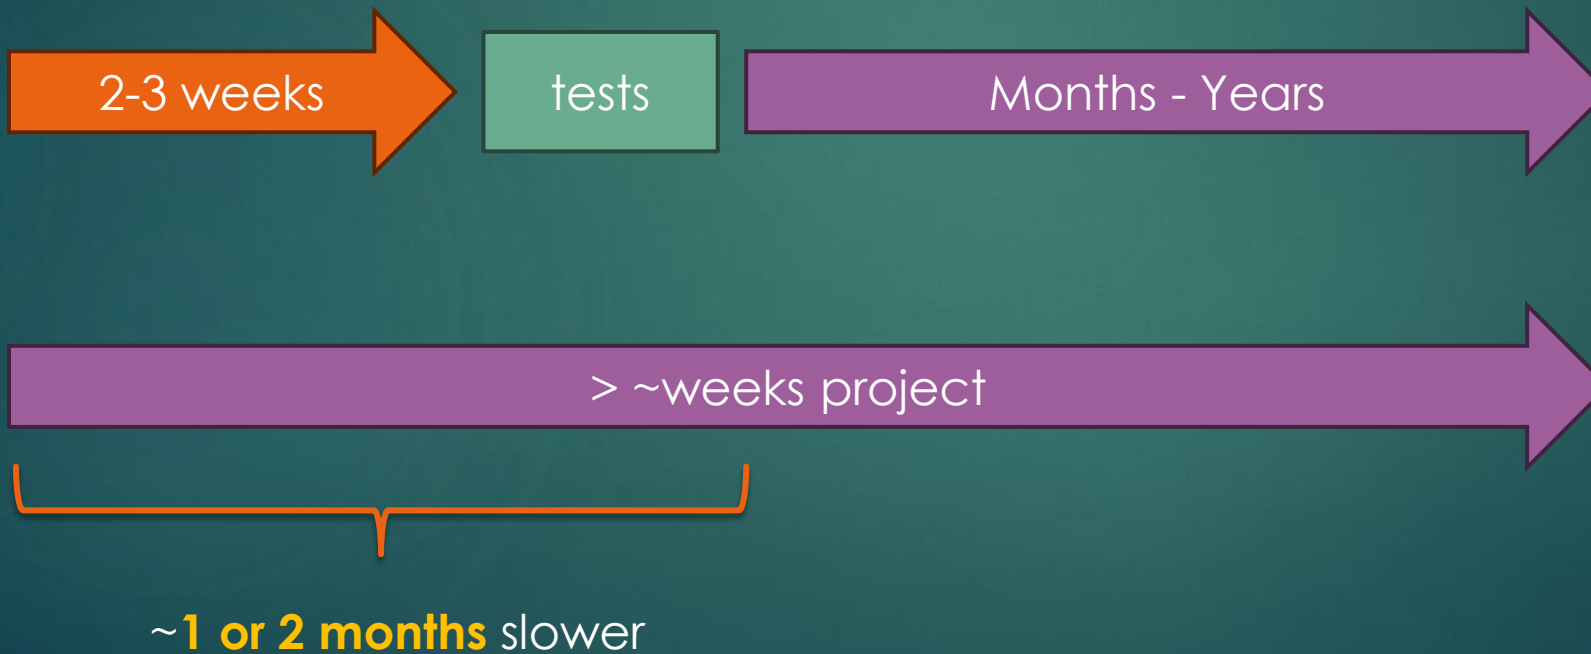 2-3 weeks
tests
Months - Years
> ~weeks project
~1 or 2 months slower